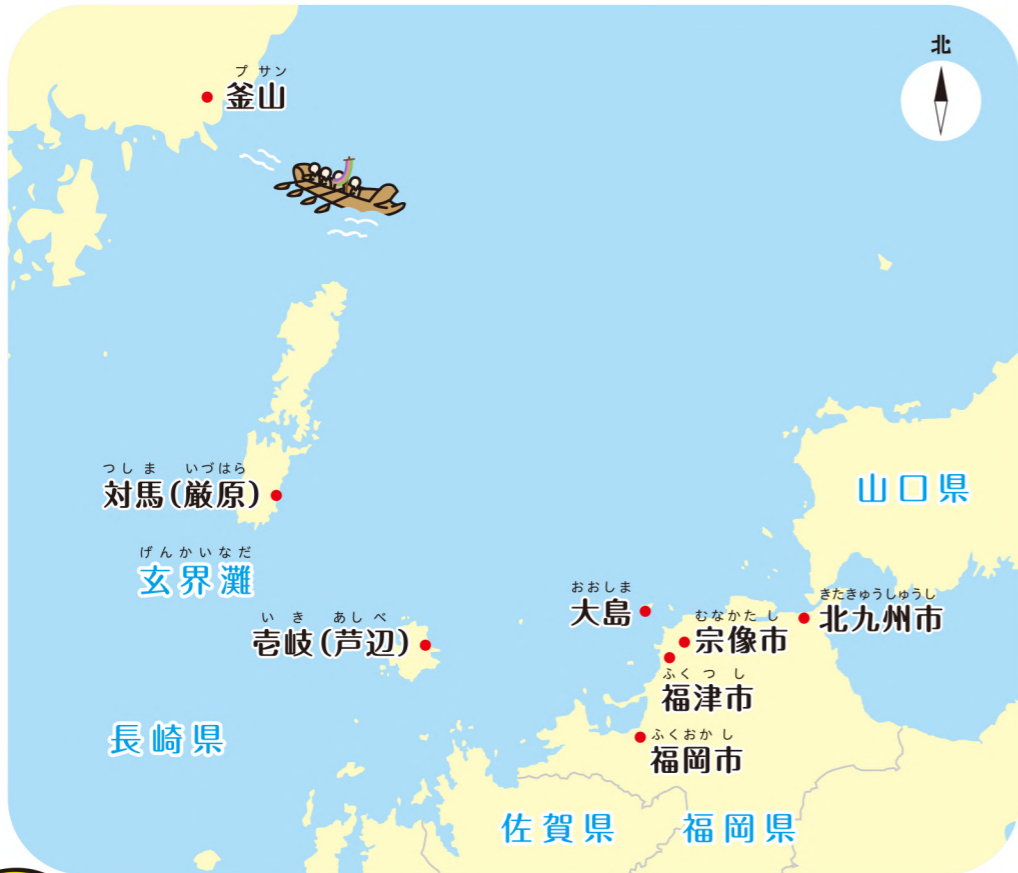 北
プサン
釜山
つしま いづはら
対馬(厳原)
山口県
げんかいなだ
玄界灘
おおしま
大島
きたきゅうしゅうし
北九州市
むなかたし
宗像市
いき あしべ
壱岐(芦辺)
ふくつし
福津市
長崎県
ふくおかし
福岡市
佐賀県
福岡県